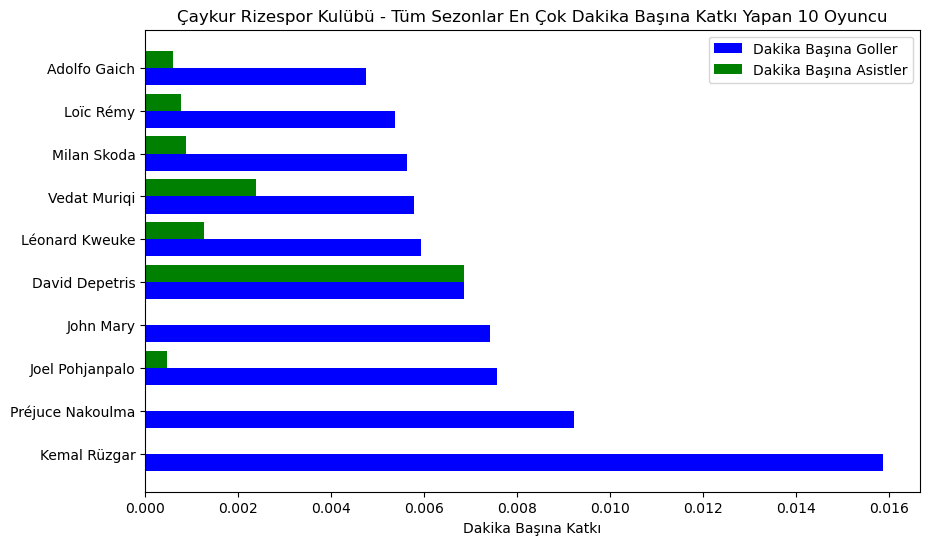 Çaykur Rizespor Kulübü - Tüm Sezonlar En Çok Dakika Başına Katkı Yapan 10 Oyuncu
Dakika Başına Goller
Dakika Başına Asistler
Adolfo Gaich
Loïc Rémy
Milan Skoda
Vedat Muriqi
Léonard Kweuke
David Depetris
John Mary
Joel Pohjanpalo
Préjuce Nakoulma
Kemal Rüzgar
0.000 0.002 0.004 0.006 0.008 0.010 0.012 0.014 0.016
Dakika Başına Katkı